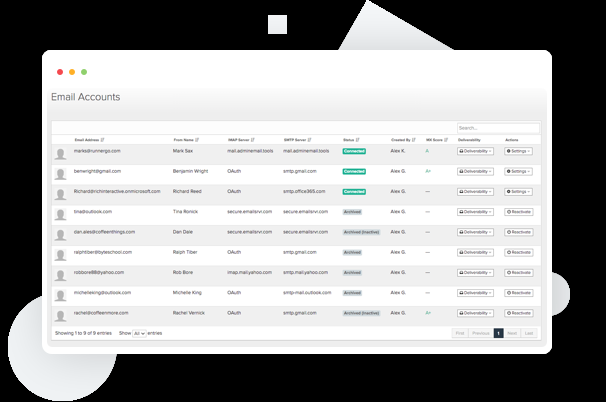 Email Accounts
Search...
Email Address From Name IMAP Server SMTP Server Status Created By MX Score Deliverability Actions
marks@runnergo.com Mark Sax mail.adminemail.tools mail.adminemail.tools Connected Alex K. A Deliverability Settings
benwright@gmail.com Benjamin Wright OAuth smtp.gmail.com Connected Alex G. A+ Deliverability Settings
Richard@richinteractive.onmicrosoft.com Richard Reed OAuth smtp.office365.com Connected Alex G. — Deliverability Settings
tina@outlook.com Tina Ronick secure.emailsrvr.com secure.emailsrvr.com Archived Alex G. — Deliverability Reactivate
dan.ales@coffeenthings.com Dan Dale secure.emailsrvr.com secure.emailsrvr.com Archived (Inactive) Alex G. — Deliverability Reactivate
ralphtiber@byteschool.com Ralph Tiber OAuth smtp.gmail.com Archived Alex G. — Deliverability Reactivate
robbore88@yahoo.com Rob Bore imap.mail.yahoo.com smtp.mail.yahoo.com Archived Alex G. — Deliverability Reactivate
michelleking@outlook.com Michelle King OAuth smtp-mail.outlook.com Archived Alex G. — Deliverability Reactivate
rachel@coffeenmore.com Rachel Vernick OAuth smtp.gmail.com Archived (Inactive) Alex G. A+ Deliverability Reactivate
Showing 1 to 9 of 9 entries Show All entries First Previous 1 Next Last